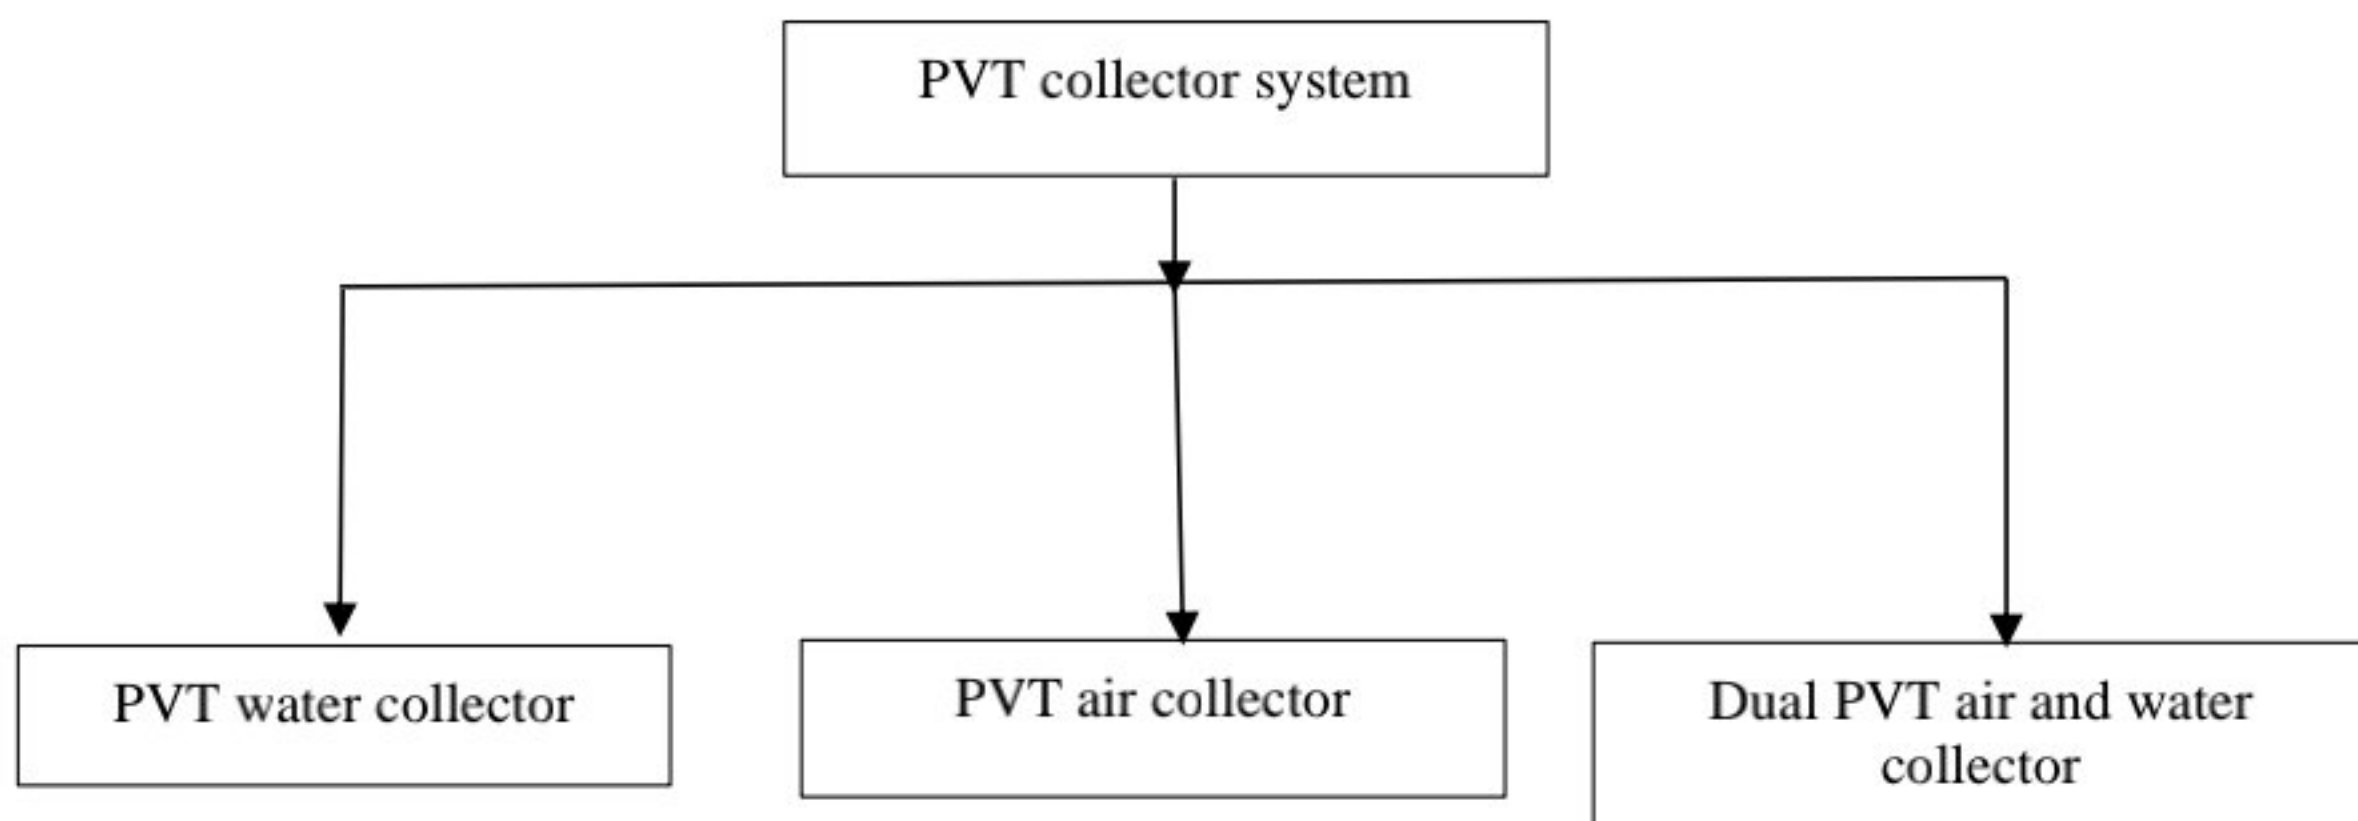 PVT collector system
PVT water collector
PVT air collector
Dual PVT air and water
collector